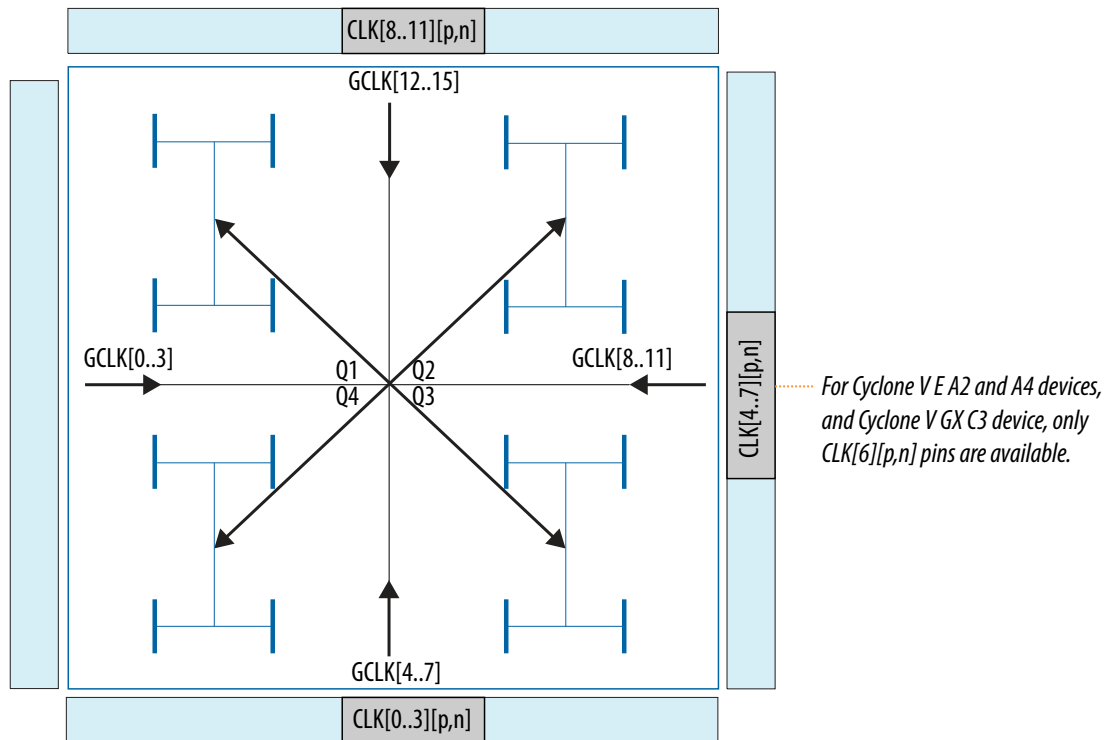 CLK[8..11][p,n]
GCLK[12..15]
GCLK[0..3]
Q1
Q2
GCLK[8..11]
Q4
Q3
CLK[4..7][p,n]
For Cyclone V E A2 and A4 devices,
and Cyclone V GX C3 device, only
CLK[6][p,n] pins are available.
GCLK[4..7]
CLK[0..3][p,n]